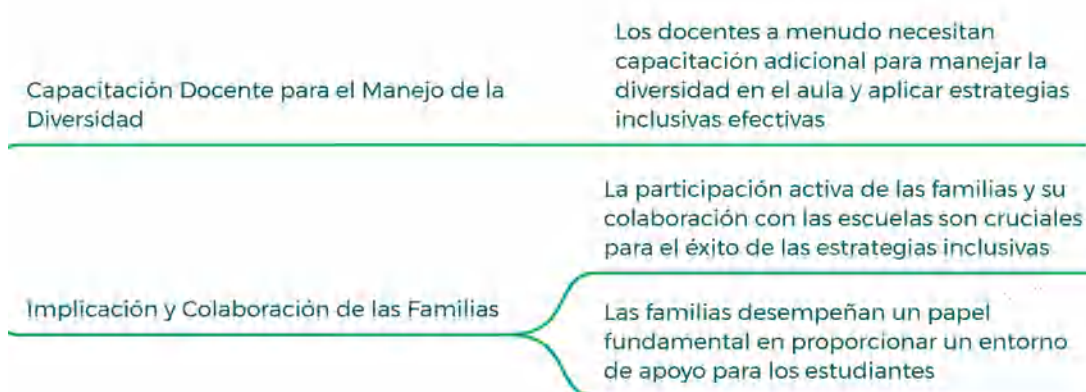 Capacitación Docente para el Manejo de la
Diversidad
Los docentes a menudo necesitan
capacitación adicional para manejar la
diversidad en el aula y aplicar estrategias
inclusivas efectivas
Implicación y Colaboración de las Familias
La participación activa de las familias y su
colaboración con las escuelas son cruciales
para el éxito de las estrategias inclusivas
Las familias desempeñan un papel
fundamental en proporcionar un entorno
de apoyo para los estudiantes